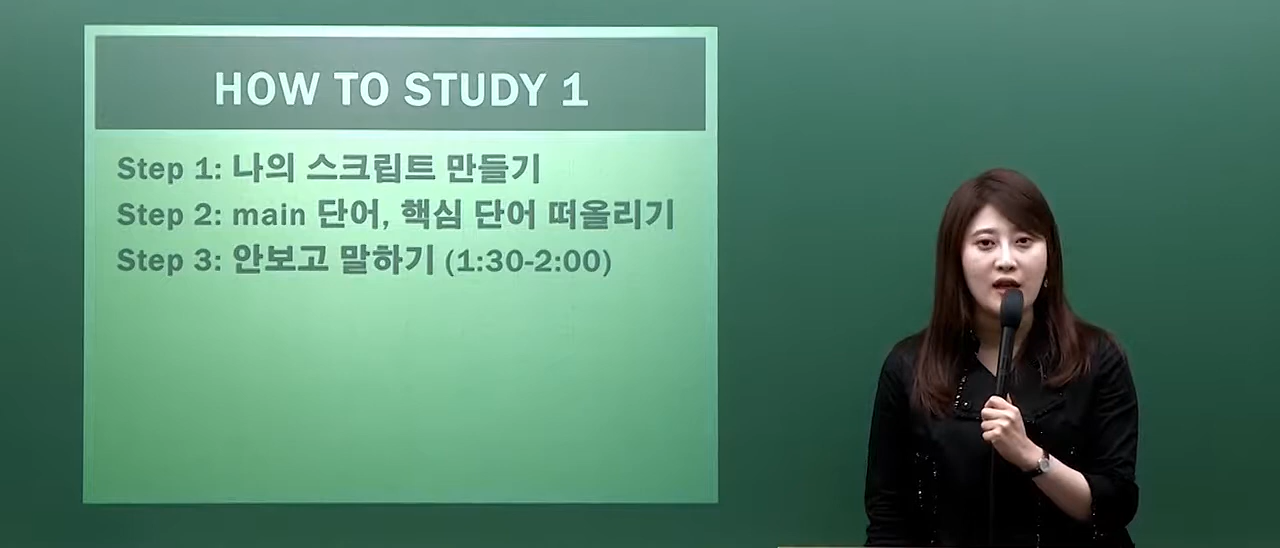 HOW TO STUDY 1
Step 1: 나의 스크립트 만들기
Step 2: main 단어, 핵심 단어 떠올리기
Step 3: 안보고 말하기 (1:30-2:00)